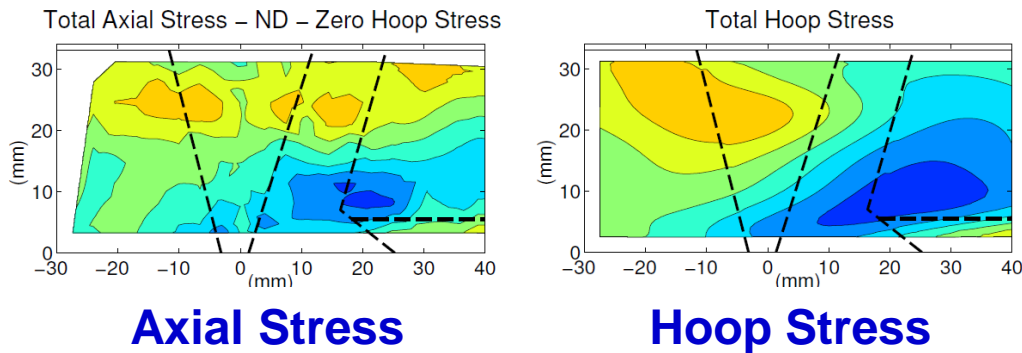 Total Axial Stress − ND − Zero Hoop Stress
30
20
10
0
(mm)
−30 −20 −10 0 10 20 30 40
(mm)
Axial Stress
Total Hoop Stress
30
20
10
0
(mm)
−30 −20 −10 0 10 20 30 40
(mm)
Hoop Stress